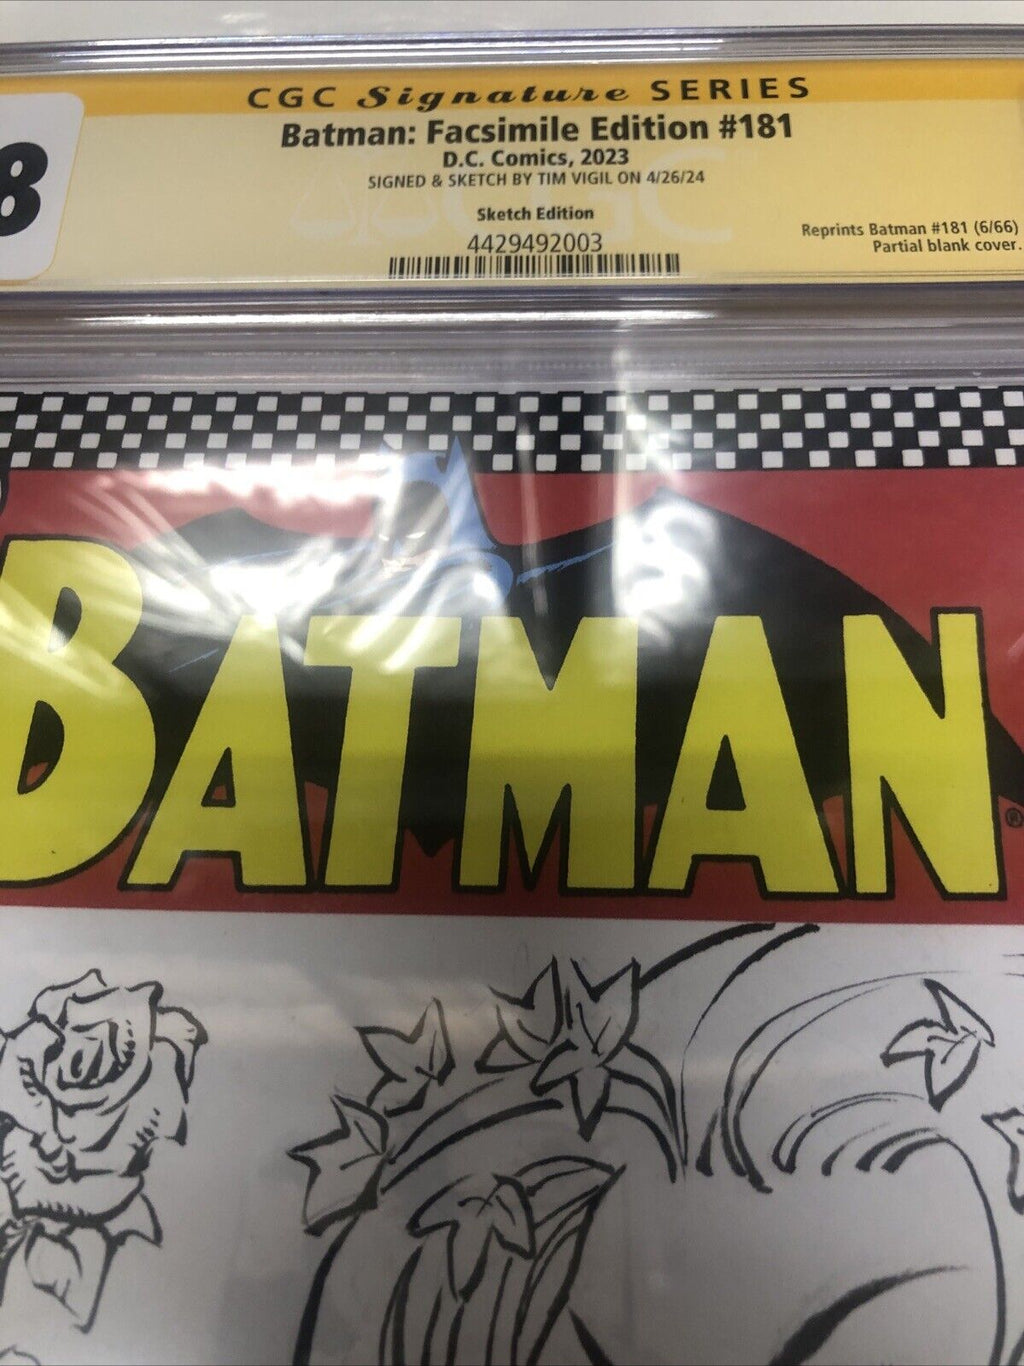 CGC Signature SERIES
8
Batman: Facsimile Edition #181
D.C. Comics, 2023
SIGNED & SKETCH BY TIM VIGIL ON 4/26/24
Sketch Edition
4429492003
Reprints Batman #181 (6/66)
Partial blank cover.
BATMAN ®